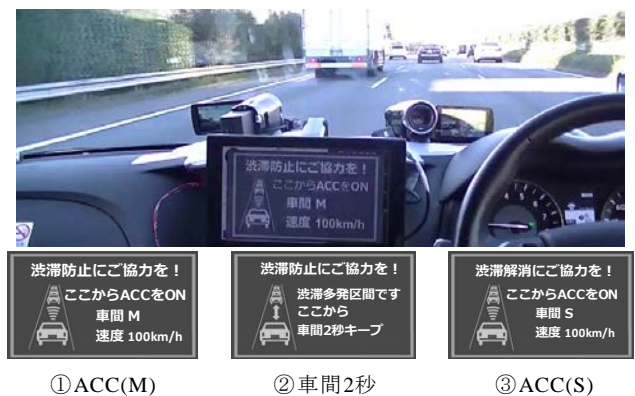 渋滞防止にご協力を！
ここからACCをON
車間 M
速度 100km/h
渋滞防止にご協力を！
ここからACCをON
車間 M
速度 100km/h
渋滞防止にご協力を！
渋滞多発区間です
ここから
車間2秒キープ
渋滞解消にご協力を！
ここからACCをON
車間 S
速度 100km/h
①ACC(M)
②車間2秒
③ACC(S)